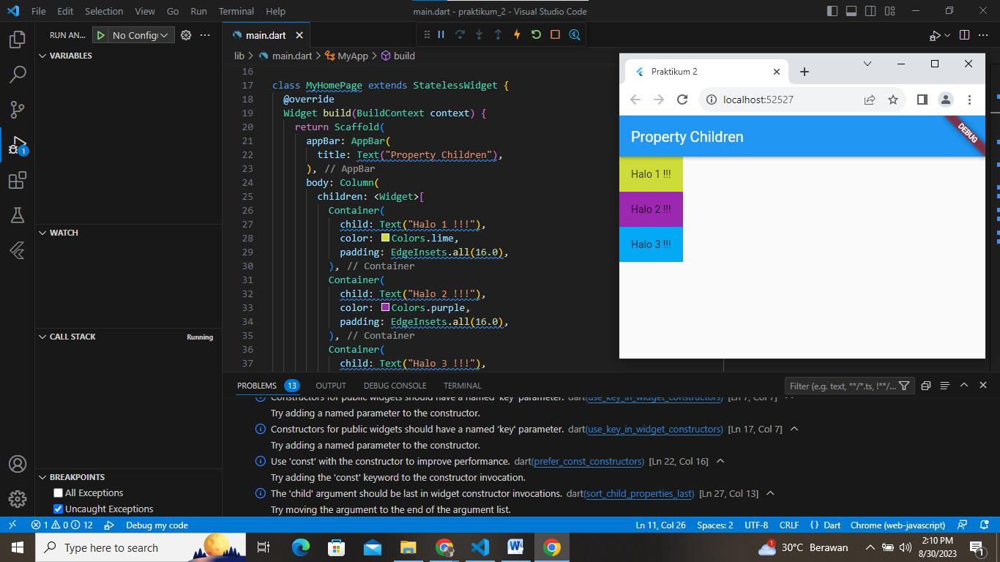 File Edit Selection View Go Run Terminal Help
main.dart - praktikum_2 - Visual Studio Code
RUN AN... No Config
main.dart
lib > main.dart > MyApp > build
VARIABLES
WATCH
CALL STACK Running
BREAKPOINTS
All Exceptions
Uncaught Exceptions
1
16
17 class MyHomePage extends StatelessWidget {
18 @override
19 Widget build(BuildContext context) {
20 return Scaffold(
21 appBar: AppBar(
22 title: Text("Property Children"),
23 ), // AppBar
24 body: Column(
25 children: <Widget>[
26 Container(
27 child: Text("Halo 1 !!!"),
28 color: Colors.lime,
29 padding: EdgeInsets.all(16.0),
30 ), // Container
31 Container(
32 child: Text("Halo 2 !!!"),
33 color: Colors.purple,
34 padding: EdgeInsets.all(16.0),
35 ), // Container
36 Container(
37 child: Text("Halo 3 !!!"),
Praktikum 2
localhost:52527
Property Children
DEBUG
Halo 1 !!!
Halo 2 !!!
Halo 3 !!!
PROBLEMS 13 OUTPUT DEBUG CONSOLE TERMINAL
Filter (e.g. text, **/*.ts, !**/...
Constructors for public widgets should have a named 'key' parameter. dart(use_key_in_widget_constructors) [Ln 7, Col 7]
Try adding a named parameter to the constructor.
Constructors for public widgets should have a named 'key' parameter. dart(use_key_in_widget_constructors) [Ln 17, Col 7]
Try adding a named parameter to the constructor.
Use 'const' with the constructor to improve performance. dart(prefer_const_constructors) [Ln 22, Col 16]
Try adding the 'const' keyword to the constructor invocation.
The 'child' argument should be last in widget constructor invocations. dart(sort_child_properties_last) [Ln 27, Col 13]
Try moving the argument to the end of the argument list.
1 0 12 Debug my code
Ln 11, Col 26 Spaces: 2 UTF-8 CRLF {} Dart Chrome (web-javascript)
Type here to search
1 30°C Berawan
2:10 PM
8/30/2023
1